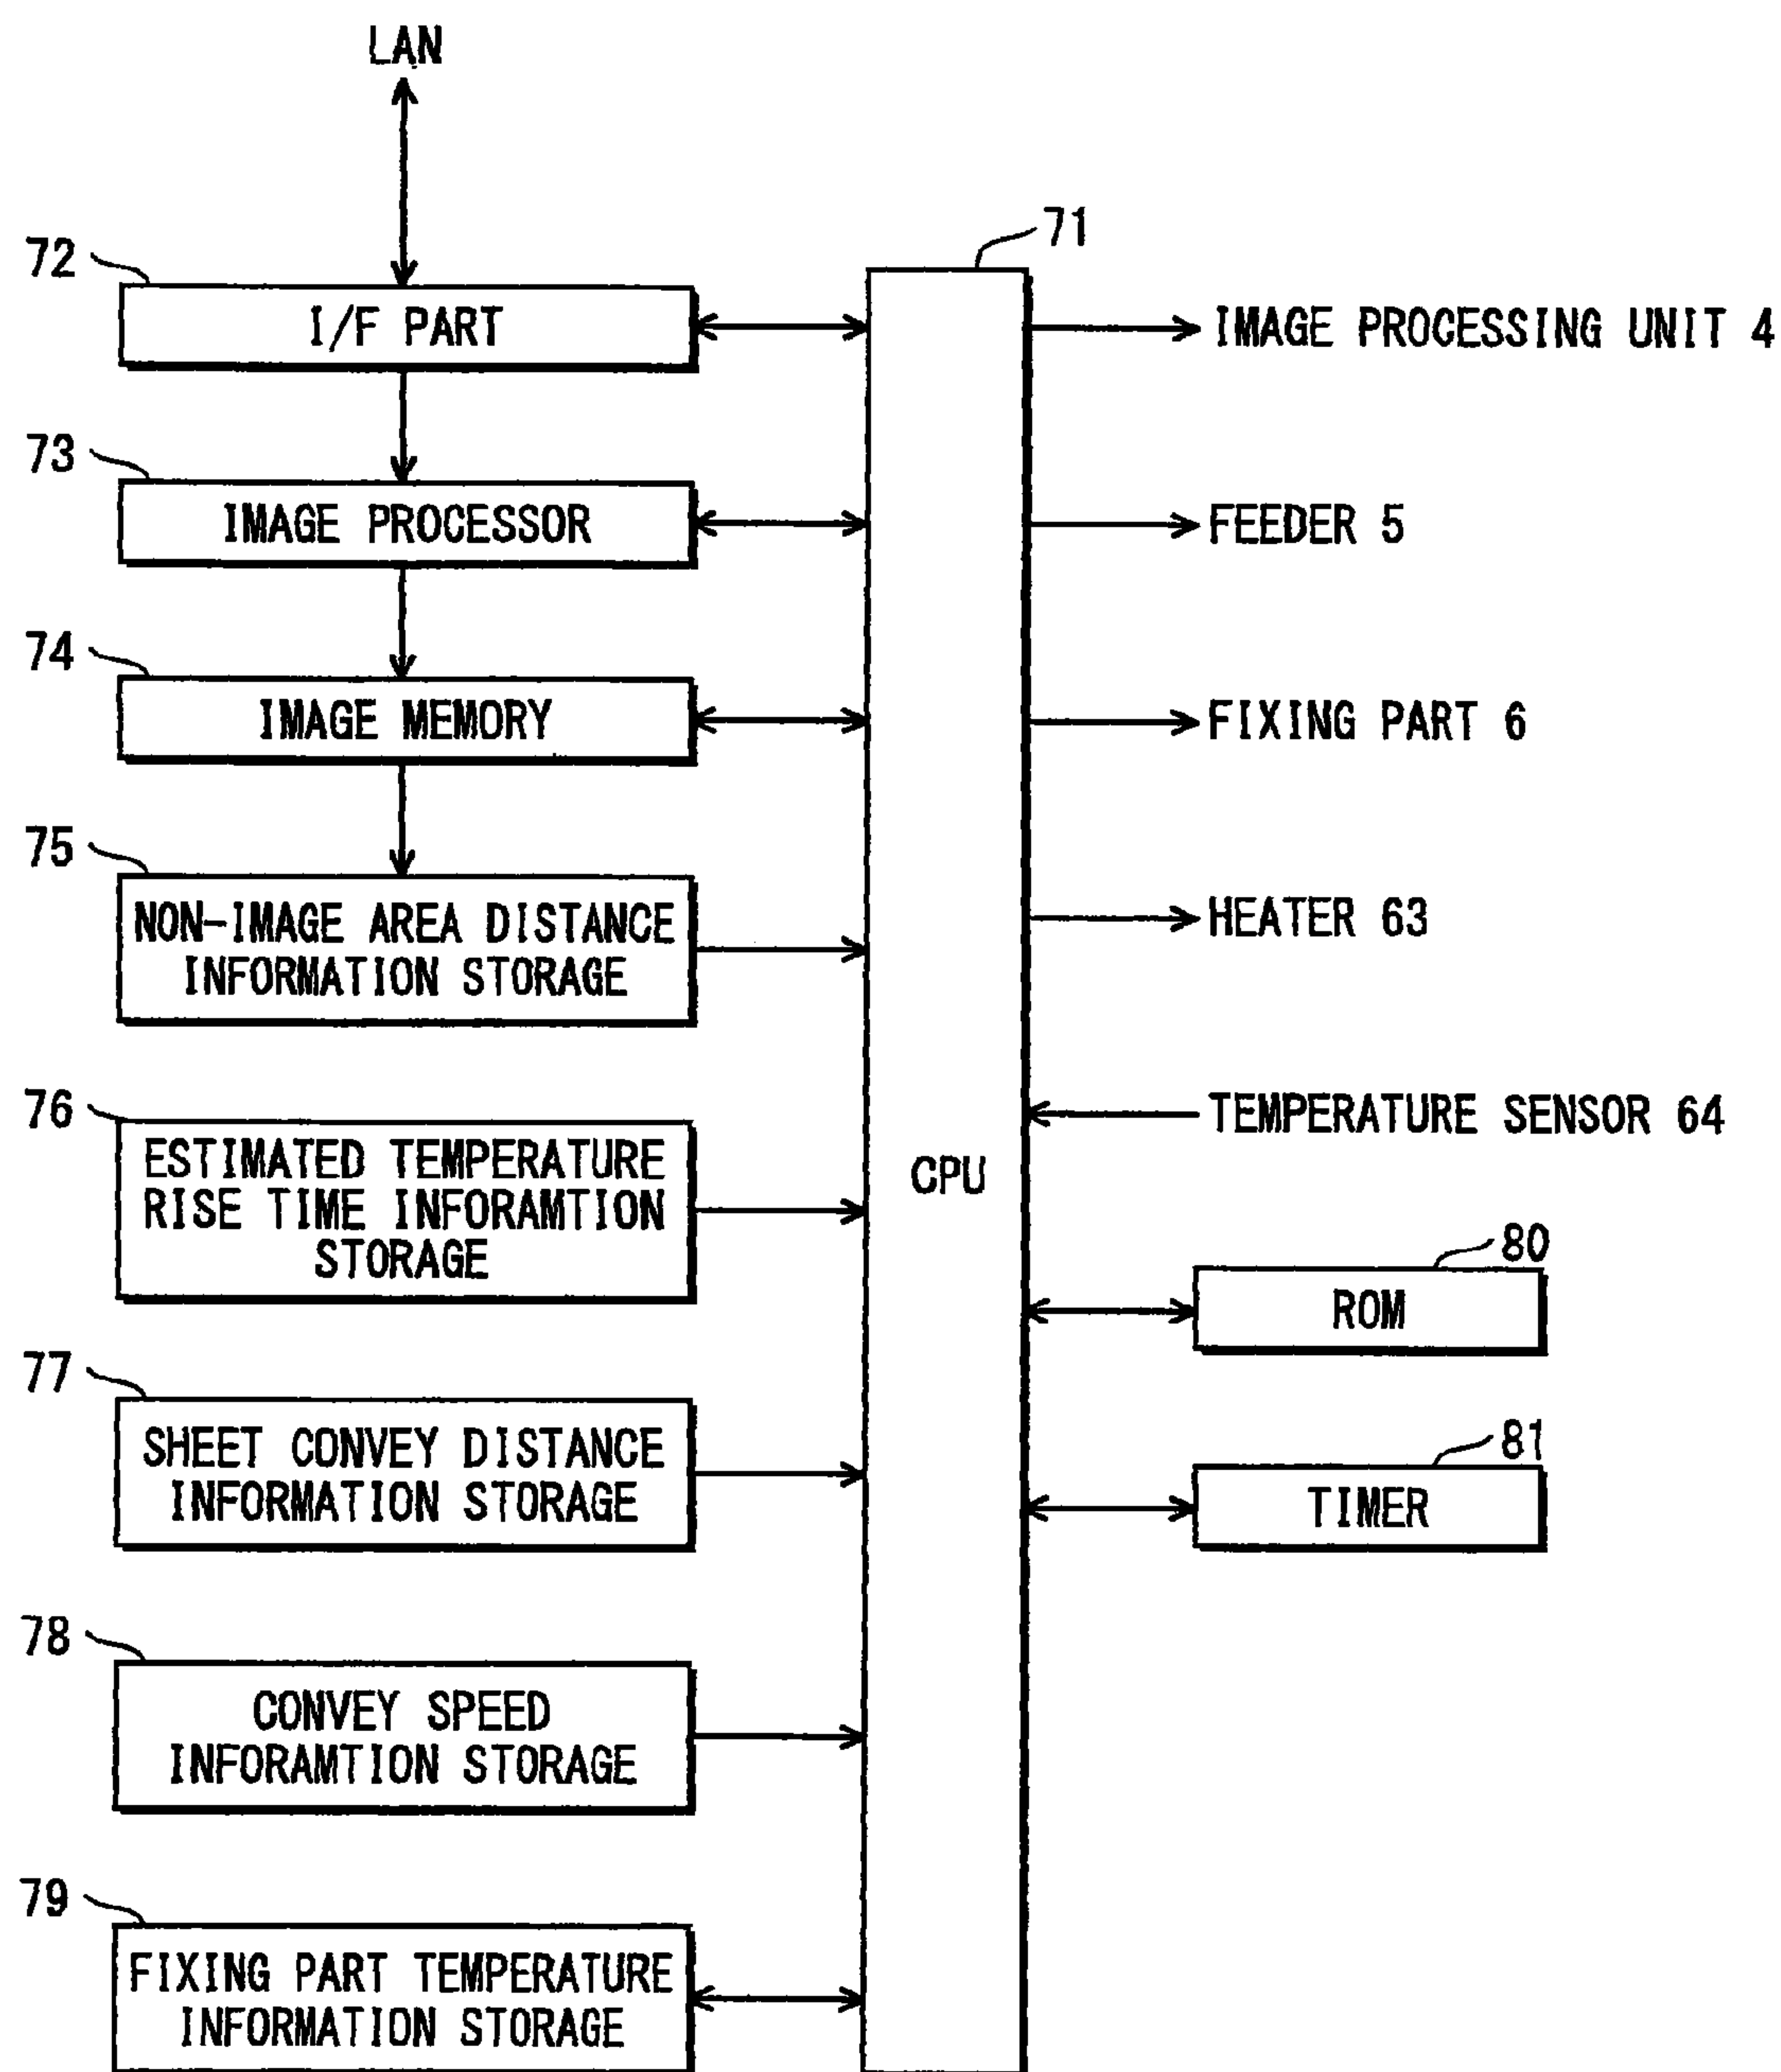 LAN
72
I/F PART
73
IMAGE PROCESSOR
74
IMAGE MEMORY
75
NON-IMAGE AREA DISTANCE
INFORMATION STORAGE
76
ESTIMATED TEMPERATURE
RISE TIME INFORAMTION
STORAGE
77
SHEET CONVEY DISTANCE
INFORMATION STORAGE
78
CONVEY SPEED
INFORAMTION STORAGE
79
FIXING PART TEMPERATURE
INFORMATION STORAGE
71
CPU
IMAGE PROCESSING UNIT 4
FEEDER 5
FIXING PART 6
HEATER 63
TEMPERATURE SENSOR 64
80
ROM
81
TIMER